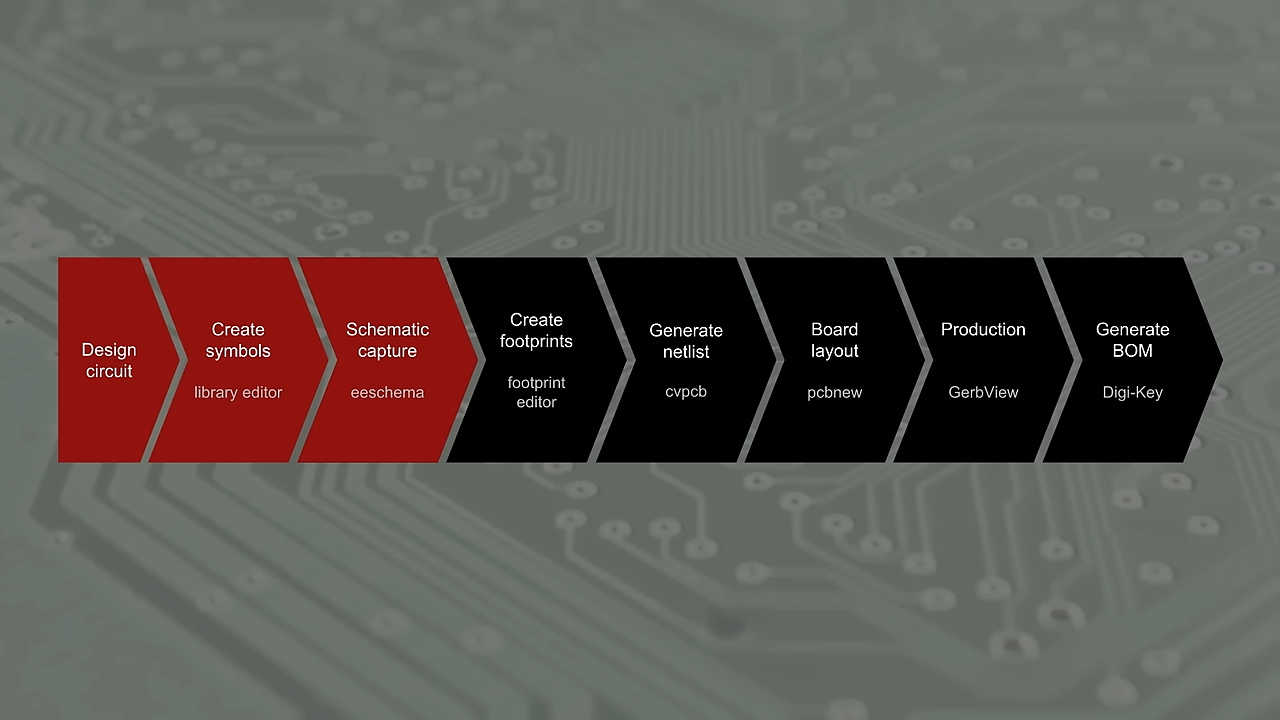 Design
circuit
Create
symbols
library editor
Schematic
capture
eeschema
Create
footprints
footprint
editor
Generate
netlist
cvpcb
Board
layout
pcbnew
Production
GerbView
Generate
BOM
Digi-Key